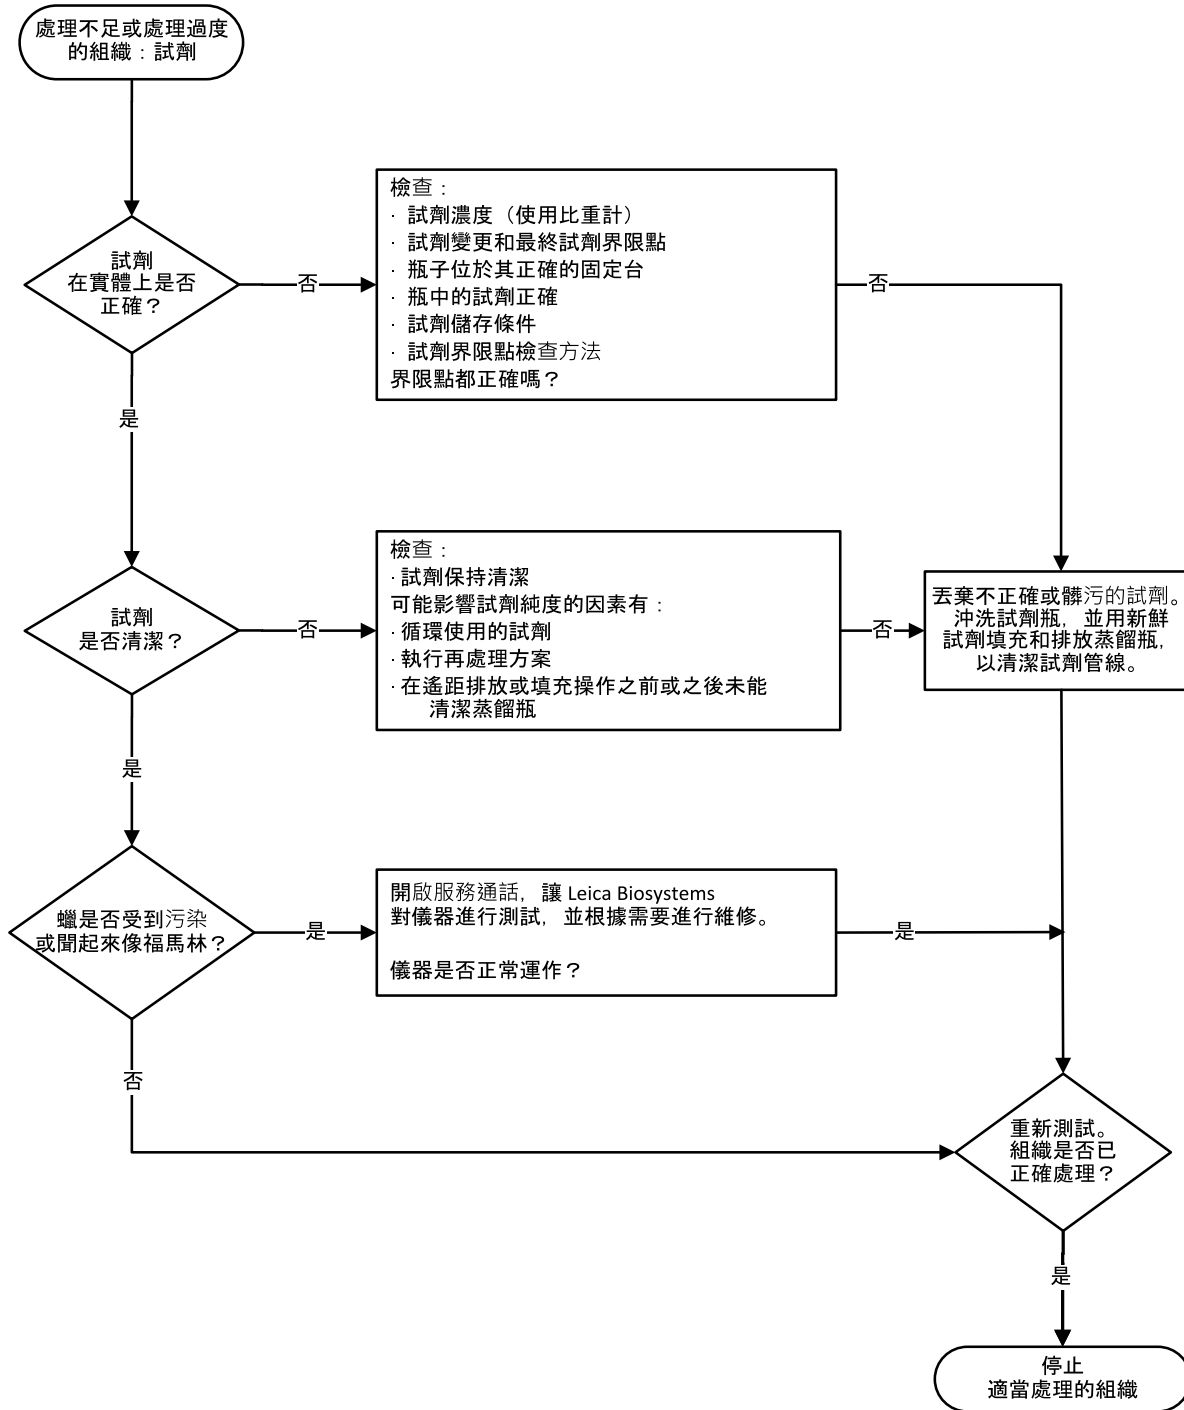 處理不足或處理過度
的組織：試劑
試劑
在實體上是否
正確？
否
檢查：
· 試劑濃度（使用比重計）
· 試劑變更和最終試劑界限點
· 瓶子位於其正確的固定台
· 瓶中的試劑正確
· 試劑儲存條件
· 試劑界限點檢查方法
界限點都正確嗎？
否
是
試劑
是否清潔？
否
檢查：
· 試劑保持清潔
可能影響試劑純度的因素有：
· 循環使用的試劑
· 執行再處理方案
· 在遙距排放或填充操作之前或之後未能
清潔蒸餾瓶
否
丟棄不正確或髒污的試劑。
沖洗試劑瓶，並用新鮮
試劑填充和排放蒸餾瓶，
以清潔試劑管線。
是
蠟是否受到污染
或聞起來像福馬林？
是
開啟服務通話，讓 Leica Biosystems
對儀器進行測試，並根據需要進行維修。
儀器是否正常運作？
是
否
重新測試。
組織是否已
正確處理？
是
停止
適當處理的組織